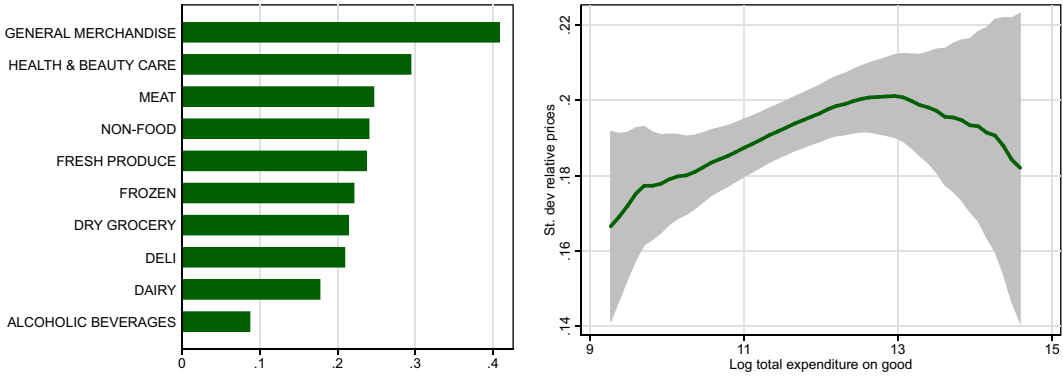 GENERAL MERCHANDISE
HEALTH & BEAUTY CARE
MEAT
NON-FOOD
FRESH PRODUCE
FROZEN
DRY GROCERY
DELI
DAIRY
ALCOHOLIC BEVERAGES
0 .1 .2 .3 .4
St. dev relative prices
.22
.2
.18
.16
.14
9 11 13 15
Log total expenditure on good